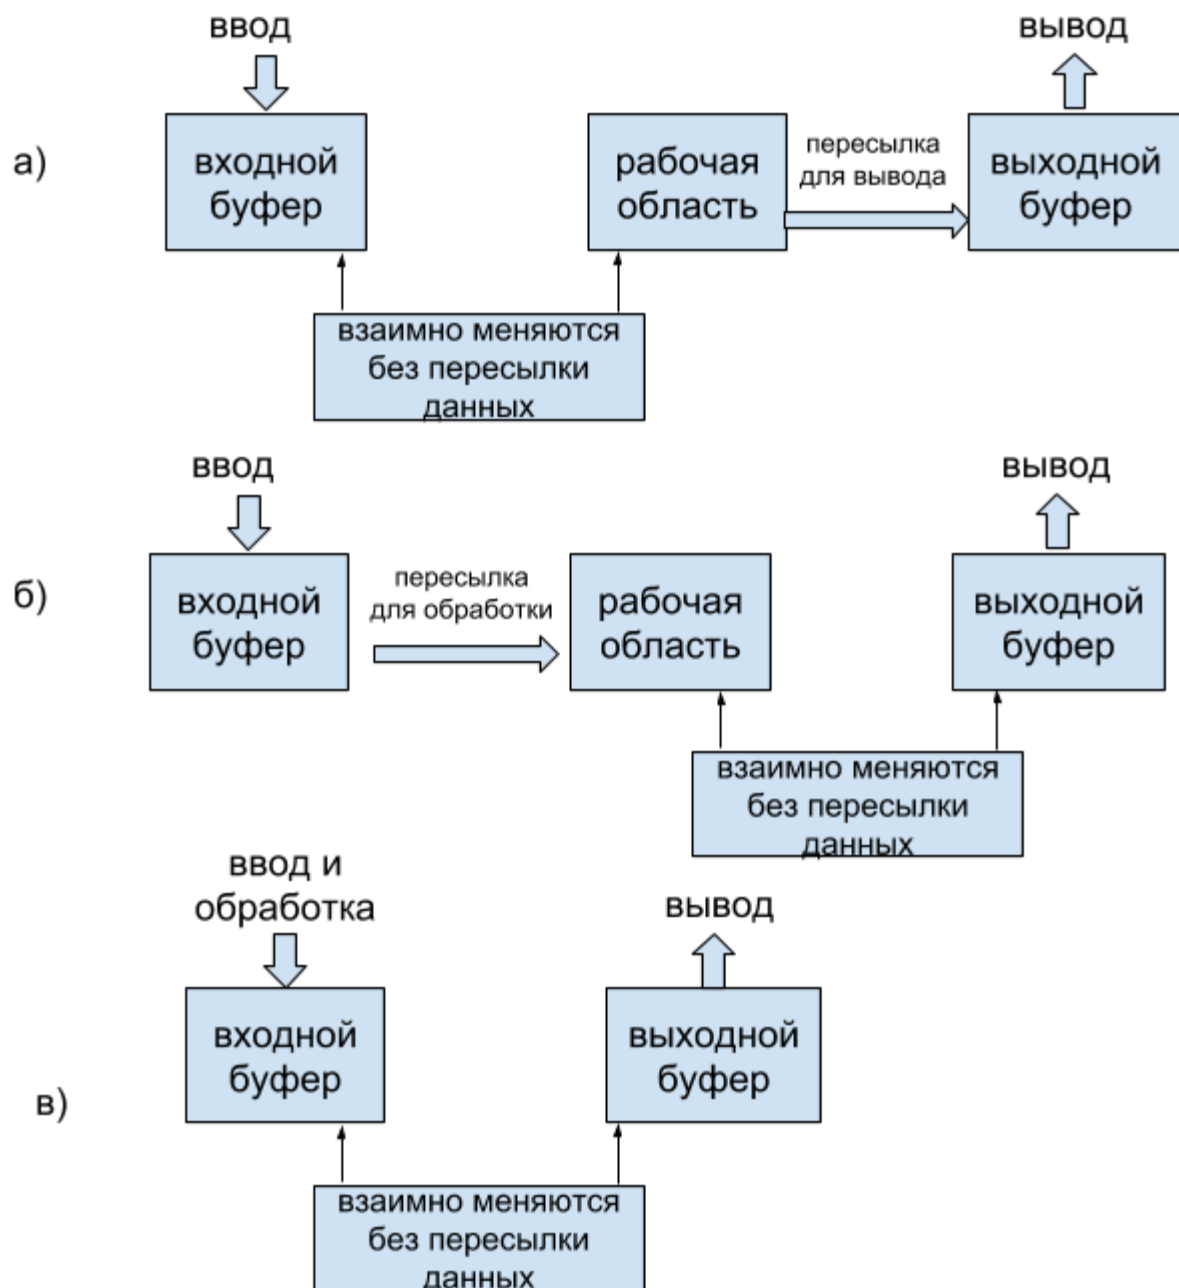 ввод
вывод
а)
входной
буфер
рабочая
область
пересылка
для вывода
выходной
буфер
взаимно меняются
без пересылки
данных
ввод
вывод
б)
входной
буфер
пересылка
для обработки
рабочая
область
выходной
буфер
взаимно меняются
без пересылки
данных
ввод и
обработка
вывод
в)
входной
буфер
выходной
буфер
взаимно меняются
без пересылки
данных